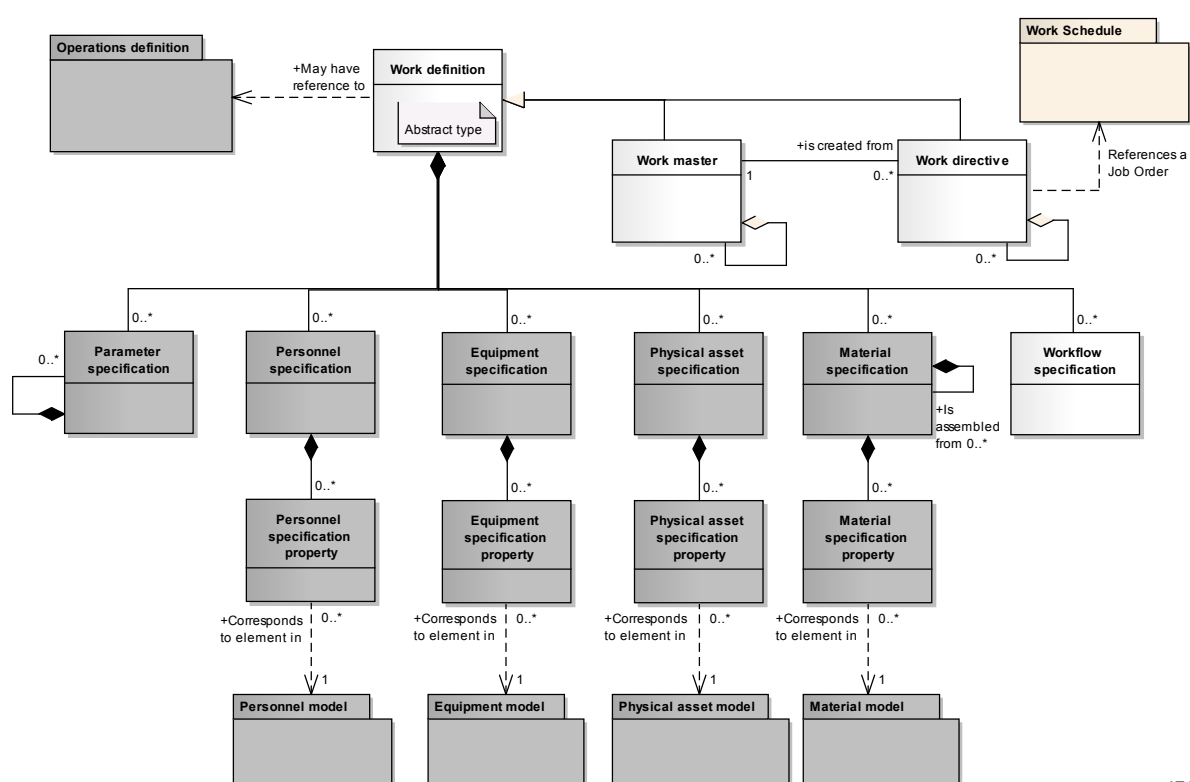 Operations definition
+May have
reference to
Work definition
Abstract type
Work Schedule
Work master
+is created from
1
0..*
Work directive
References a
Job Order
0..*
0..*
0..*
0..*
0..*
0..*
0..*
0..*
0..*
Parameter
specification
Personnel
specification
Equipment
specification
Physical asset
specification
Material
specification
Workflow
specification
+Is
assembled
from 0..*
0..*
0..*
0..*
0..*
Personnel
specification
property
Equipment
specification
property
Physical asset
specification
property
Material
specification
property
+Corresponds
to element in
0..*
+Corresponds
to element in
0..*
+Corresponds
to element in
0..*
+Corresponds
to element in
0..*
1
1
1
1
Personnel model
Equipment model
Physical asset model
Material model